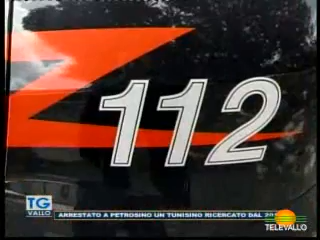 112
TG
VALLO
ARRESTATO A PETROSINO UN TUNISINO RICERCATO DAL
TELEVALLO